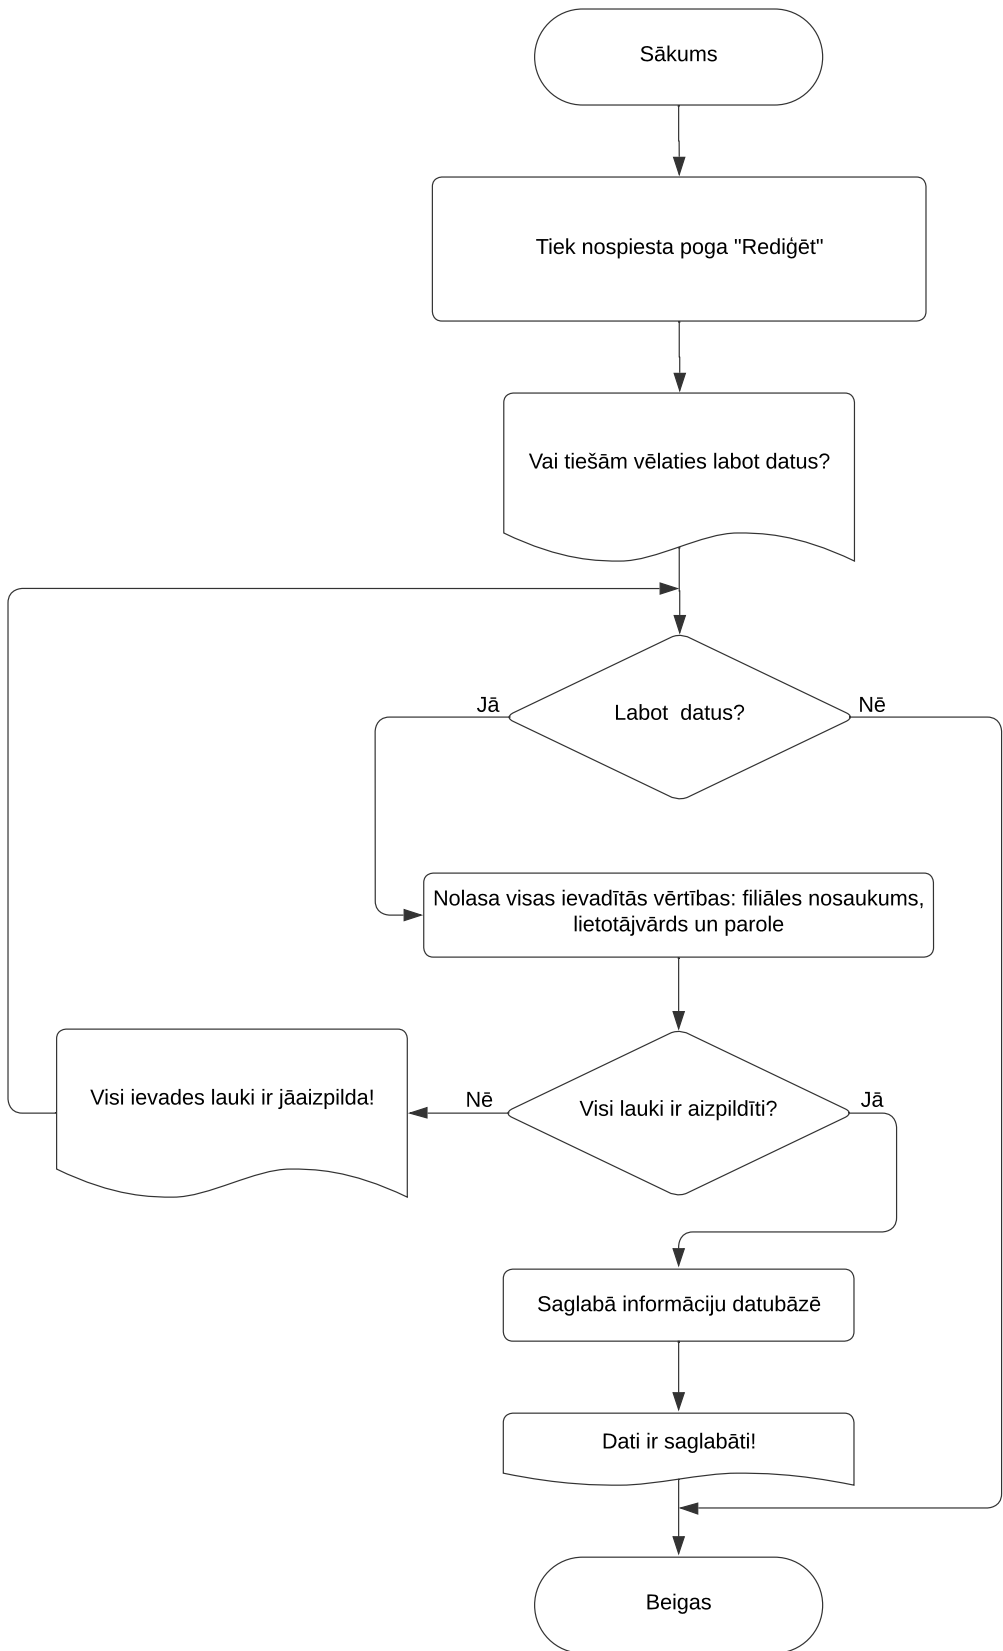 Sākums
Tiek nospiesta poga "Rediģēt"
Vai tiešām vēlaties labot datus?
Jā
Labot  datus?
Nē
Nolasa visas ievadītās vērtības: filiāles nosaukums,
lietotājvārds un parole
Visi ievades lauki ir jāaizpilda!
Nē
Visi lauki ir aizpildīti?
Jā
Saglabā informāciju datubāzē
Dati ir saglabāti!
Beigas